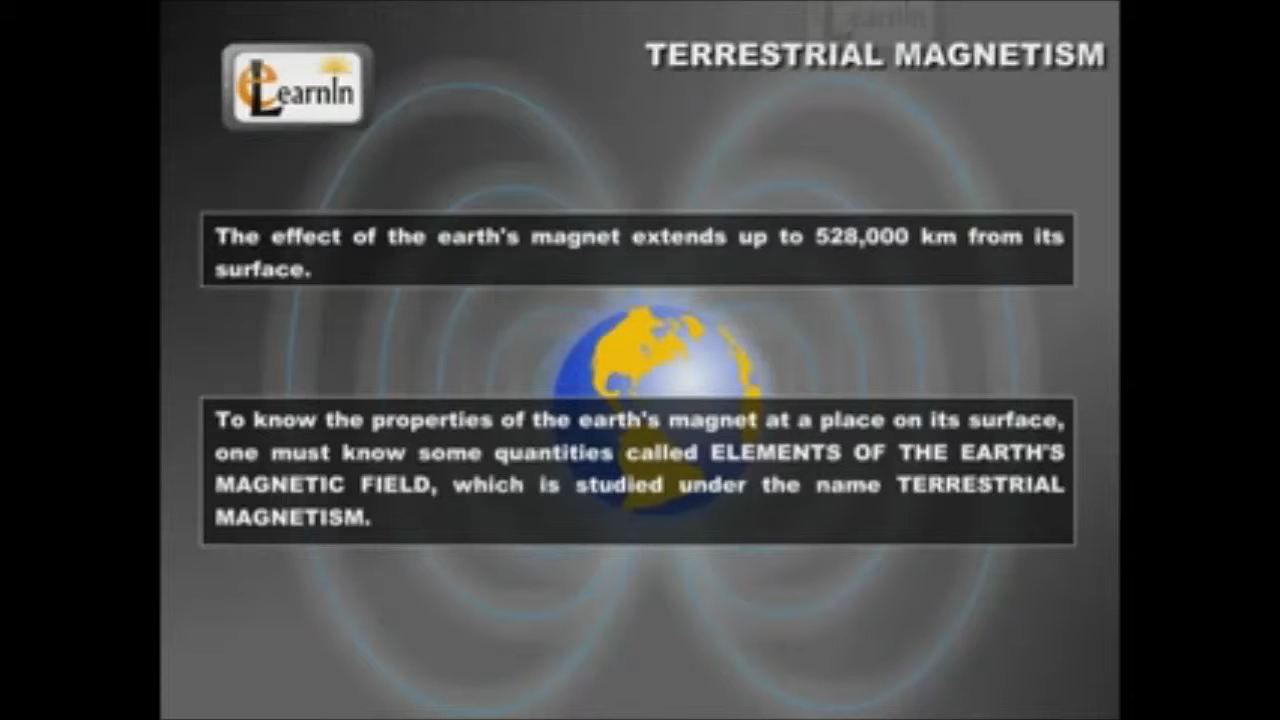 TERRESTRIAL MAGNETISM
eLearnIn
The effect of the earth's magnet extends up to 528,000 km from its
surface.
To know the properties of the earth's magnet at a place on its surface,
one must know some quantities called ELEMENTS OF THE EARTH'S
MAGNETIC FIELD, which is studied under the name TERRESTRIAL
MAGNETISM.